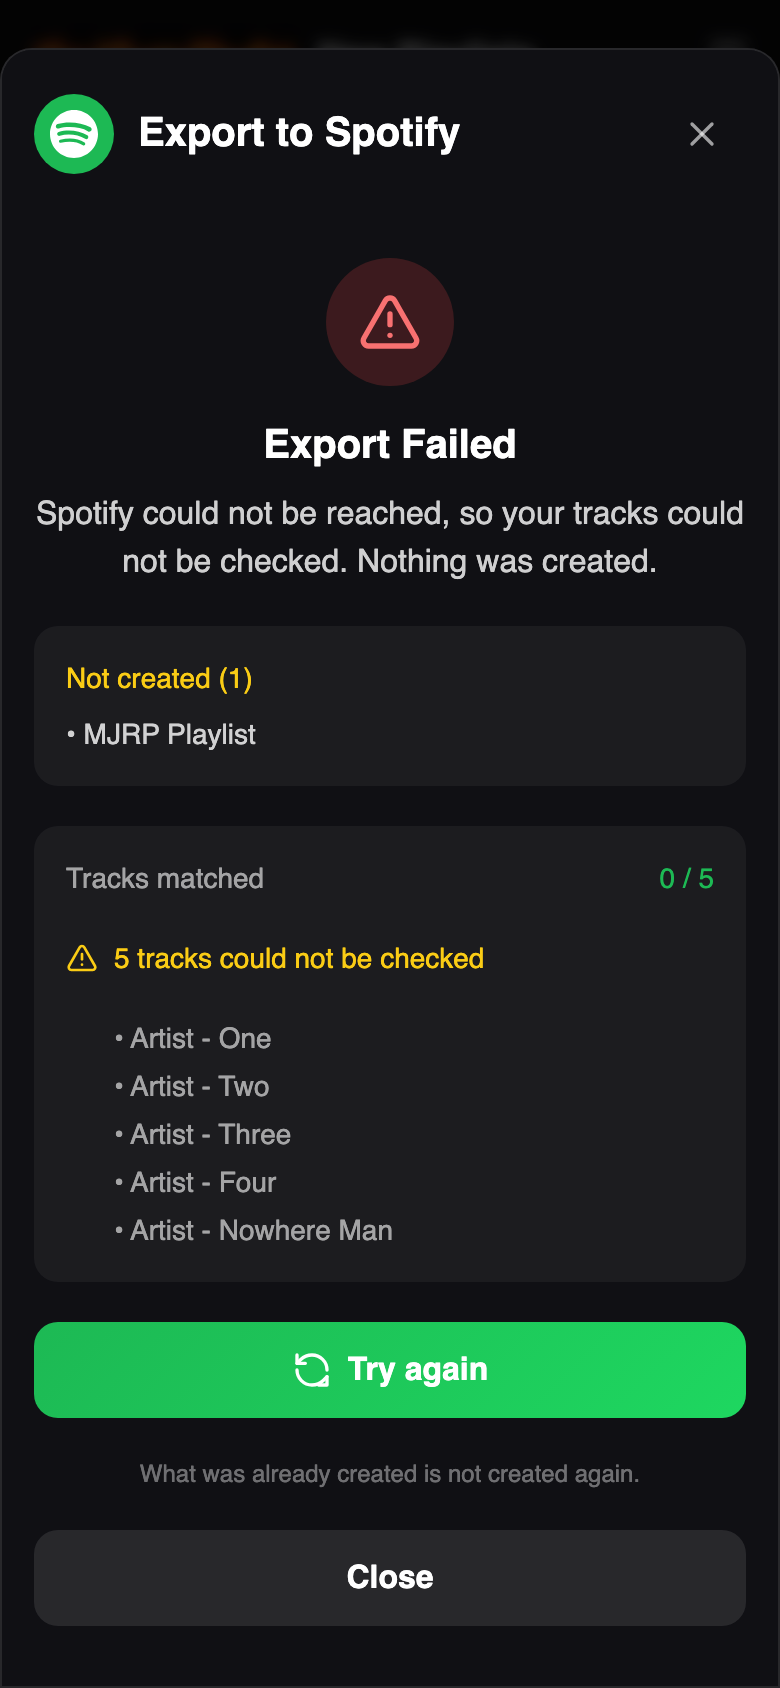 Export to Spotify
Export Failed
Spotify could not be reached, so your tracks could
not be checked. Nothing was created.
Not created (1)
• MJRP Playlist
Tracks matched 0 / 5
5 tracks could not be checked
• Artist - One
• Artist - Two
• Artist - Three
• Artist - Four
• Artist - Nowhere Man
Try again
What was already created is not created again.
Close